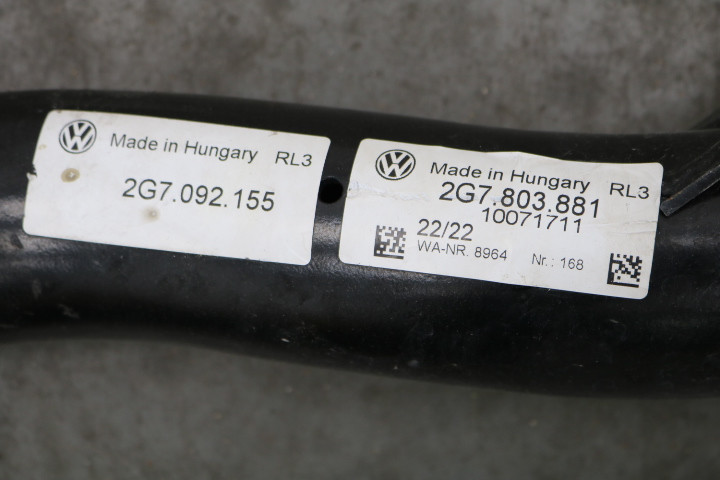 Made in Hungary RL3
2G7.092.155
Made in Hungary RL3
2G7.803.881
10071711
22/22
WA-NR. 8964 Nr.: 168